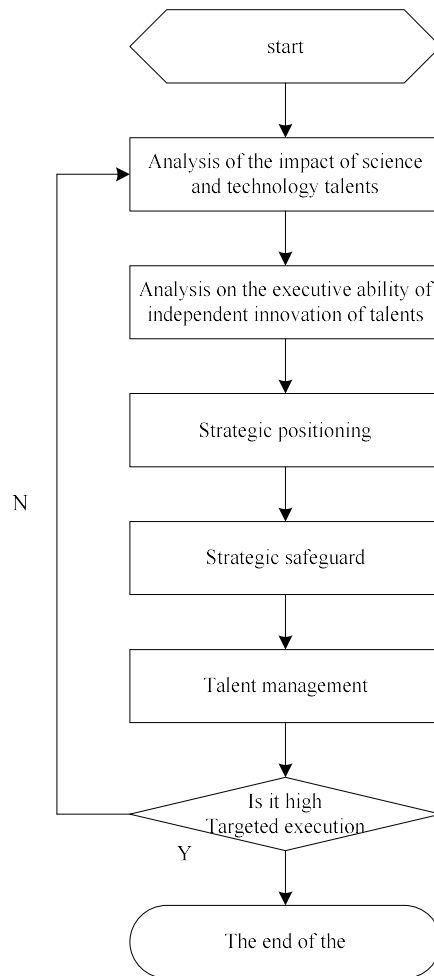 start
Analysis of the impact of science
and technology talents
Analysis on the executive ability of
independent innovation of talents
Strategic positioning
N
Strategic safeguard
Talent management
Is it high
Targeted execution
Y
The end of the